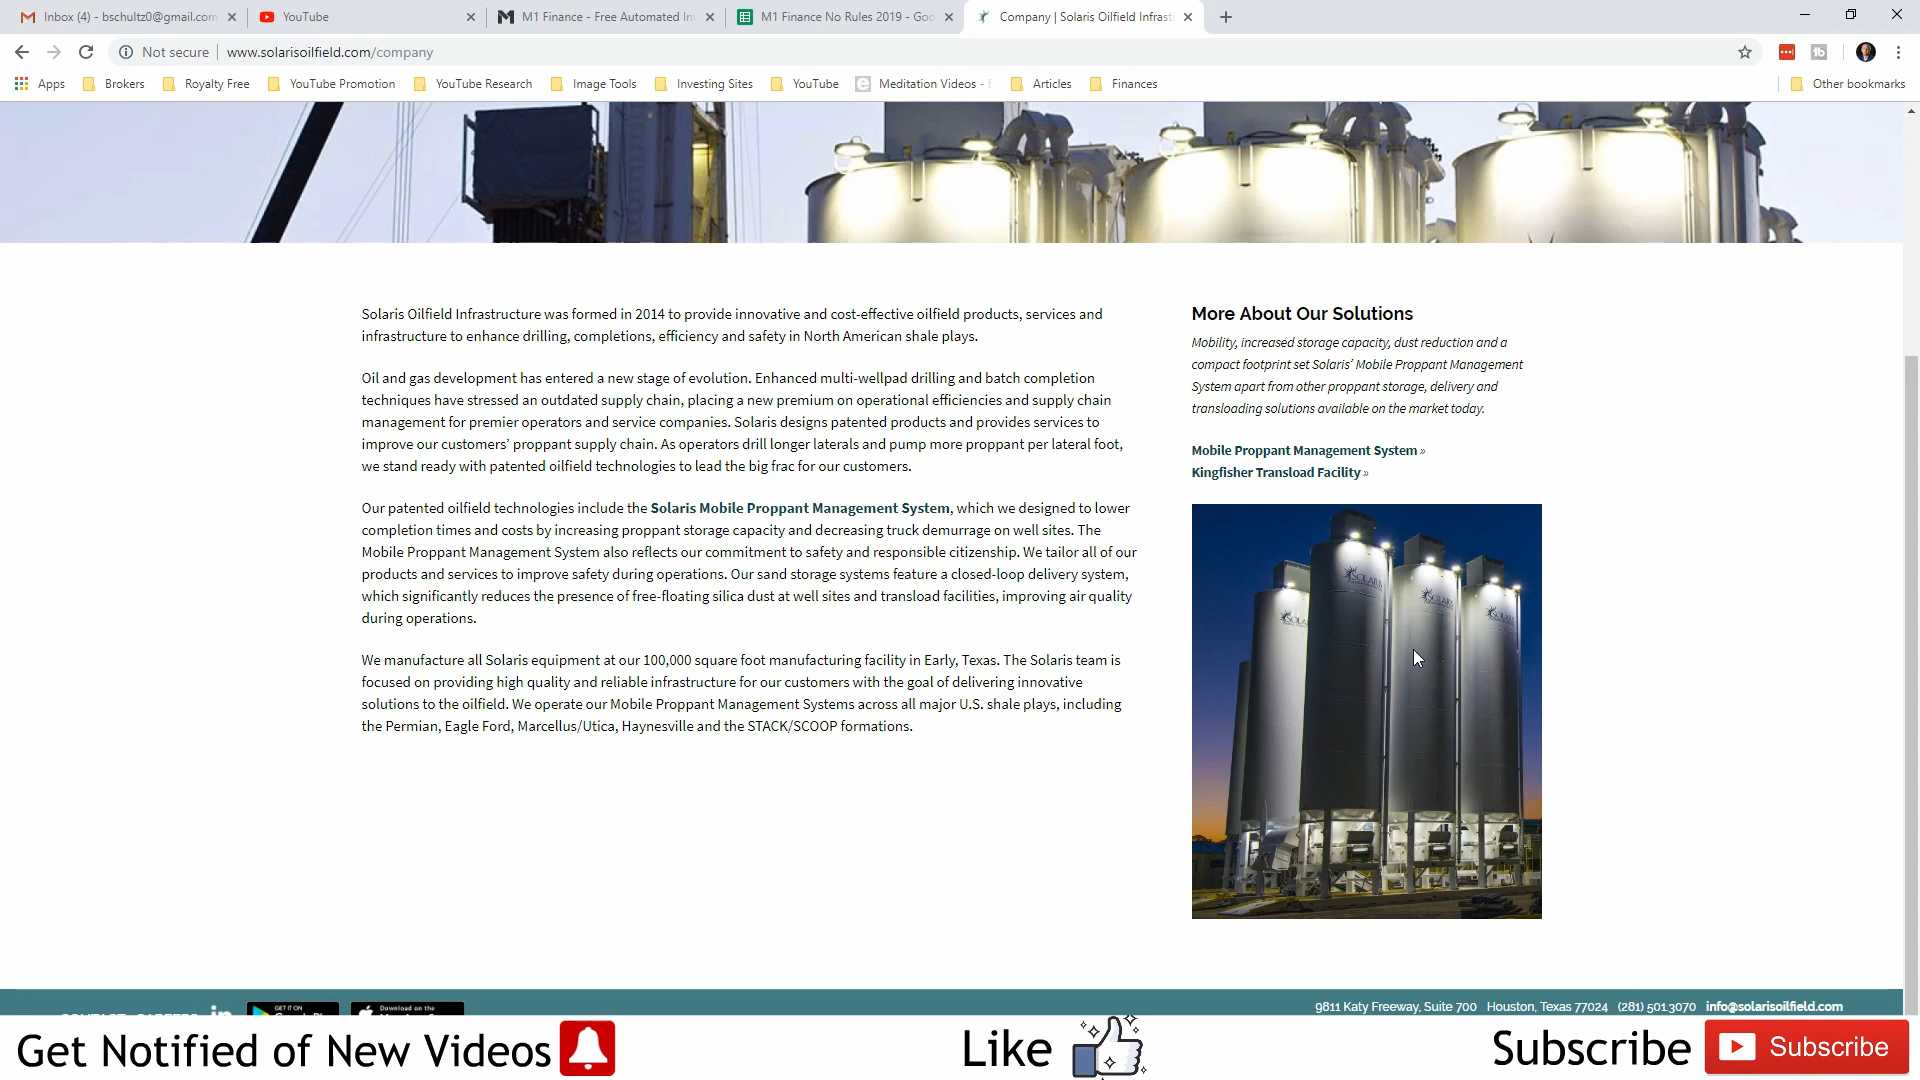 Inbox (4) - bschultz0@gmail.com
YouTube
M1 Finance - Free Automated In
M1 Finance No Rules 2019 - Goo
Company | Solaris Oilfield Infrast
Not secure
www.solarisoilfield.com/company
Apps
Brokers
Royalty Free
YouTube Promotion
YouTube Research
Image Tools
Investing Sites
YouTube
Meditation Videos -
Articles
Finances
Other bookmarks
Solaris Oilfield Infrastructure was formed in 2014 to provide innovative and cost-effective oilfield products, services and
infrastructure to enhance drilling, completions, efficiency and safety in North American shale plays.
Oil and gas development has entered a new stage of evolution. Enhanced multi-wellpad drilling and batch completion
techniques have stressed an outdated supply chain, placing a new premium on operational efficiencies and supply chain
management for premier operators and service companies. Solaris designs patented products and provides services to
improve our customers’ proppant supply chain. As operators drill longer laterals and pump more proppant per lateral foot,
we stand ready with patented oilfield technologies to lead the big frac for our customers.
Our patented oilfield technologies include the Solaris Mobile Proppant Management System, which we designed to lower
completion times and costs by increasing proppant storage capacity and decreasing truck demurrage on well sites. The
Mobile Proppant Management System also reflects our commitment to safety and responsible citizenship. We tailor all of our
products and services to improve safety during operations. Our sand storage systems feature a closed-loop delivery system,
which significantly reduces the presence of free-floating silica dust at well sites and transload facilities, improving air quality
during operations.
We manufacture all Solaris equipment at our 100,000 square foot manufacturing facility in Early, Texas. The Solaris team is
focused on providing high quality and reliable infrastructure for our customers with the goal of delivering innovative
solutions to the oilfield. We operate our Mobile Proppant Management Systems across all major U.S. shale plays, including
the Permian, Eagle Ford, Marcellus/Utica, Haynesville and the STACK/SCOOP formations.
More About Our Solutions
Mobility, increased storage capacity, dust reduction and a
compact footprint set Solaris’ Mobile Proppant Management
System apart from other proppant storage, delivery and
transloading solutions available on the market today.
Mobile Proppant Management System »
Kingfisher Transload Facility »
SOLARIS
SOLARIS
SOLARIS
CONTACT CAREERS in
GET IT ON
Download on the
9811 Katy Freeway, Suite 700 Houston, Texas 77024 (281) 501.3070 info@solarisoilfield.com
Get Notified of New Videos
Like
Subscribe
Subscribe